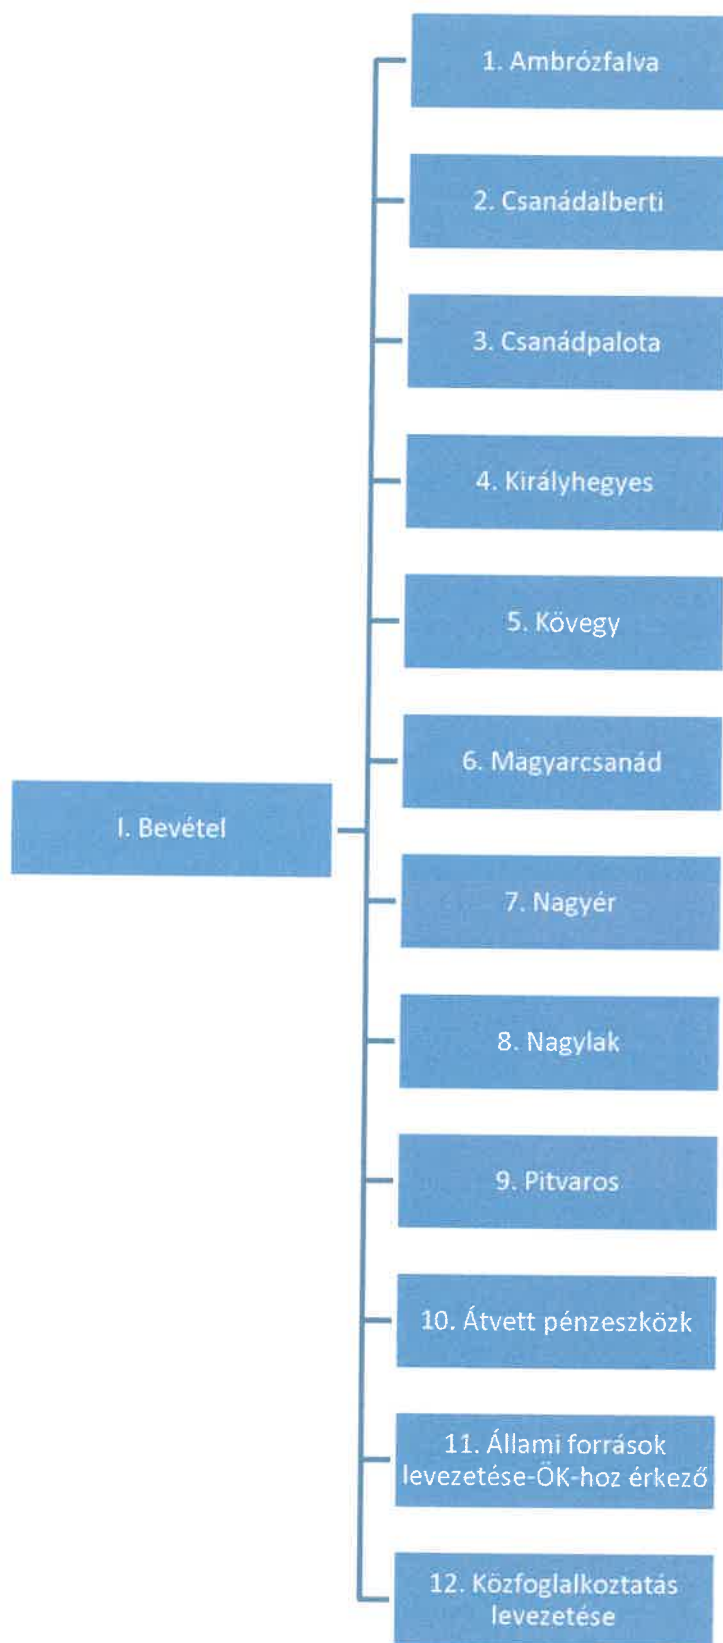 1. Ambrózfalva
2. Csanádalberti
3. Csanádpalota
4. Királyhegyes
5. Kövegy
6. Magyarcsanád
I. Bevétel
7. Nagyér
8. Nagylak
9. Pitvaros
10. Átvett pénzeszközk
11. Állami források
levezetése-ÖK-hoz érkező
12. Közfoglalkoztatás
levezetése